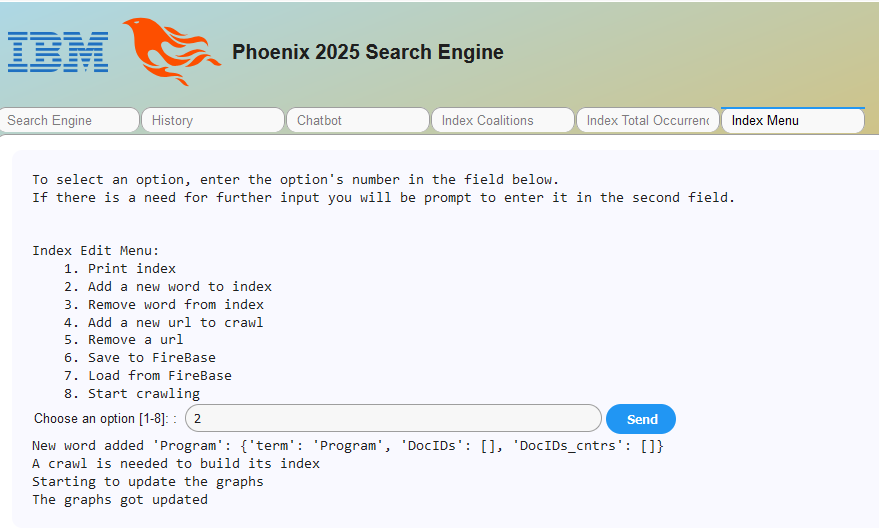 IBM
Phoenix 2025 Search Engine
Search Engine
History
Chatbot
Index Coalitions
Index Total Occurrenc
Index Menu
To select an option, enter the option's number in the field below.
If there is a need for further input you will be prompt to enter it in the second field.
Index Edit Menu:
1. Print index
2. Add a new word to index
3. Remove word from index
4. Add a new url to crawl
5. Remove a url
6. Save to FireBase
7. Load from FireBase
8. Start crawling
Choose an option [1-8]: :
2
Send
New word added 'Program': {'term': 'Program', 'DocIDs': [], 'DocIDs_cntrs': []}
A crawl is needed to build its index
Starting to update the graphs
The graphs got updated